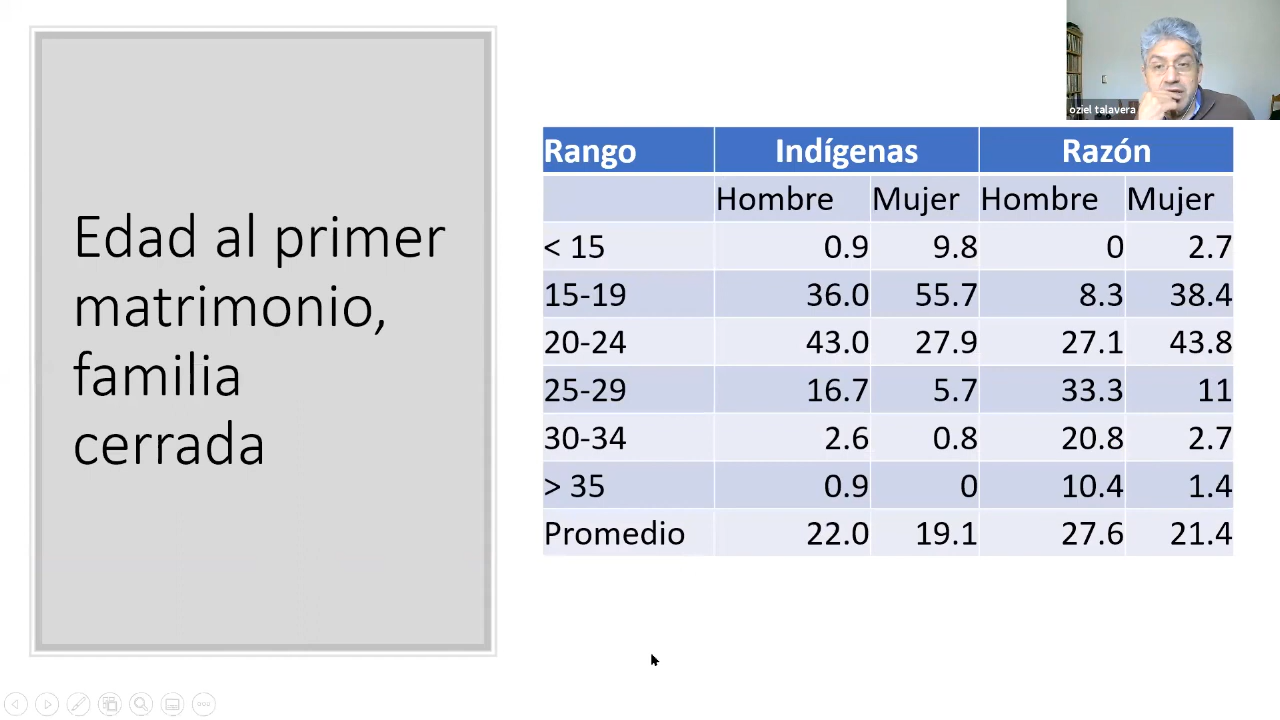 Edad al primer
matrimonio,
familia
cerrada
oziel talavera
Rango Indígenas Razón
Hombre Mujer Hombre Mujer
< 15 0.9 9.8 0 2.7
15-19 36.0 55.7 8.3 38.4
20-24 43.0 27.9 27.1 43.8
25-29 16.7 5.7 33.3 11
30-34 2.6 0.8 20.8 2.7
> 35 0.9 0 10.4 1.4
Promedio 22.0 19.1 27.6 21.4